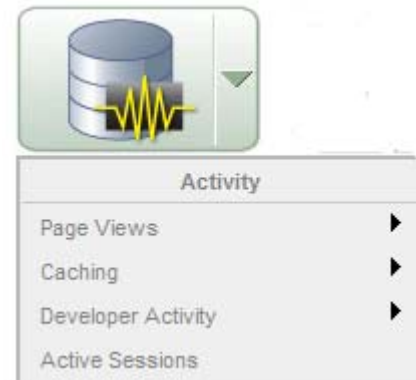 Activity
Page Views
Caching
Developer Activity
Active Sessions